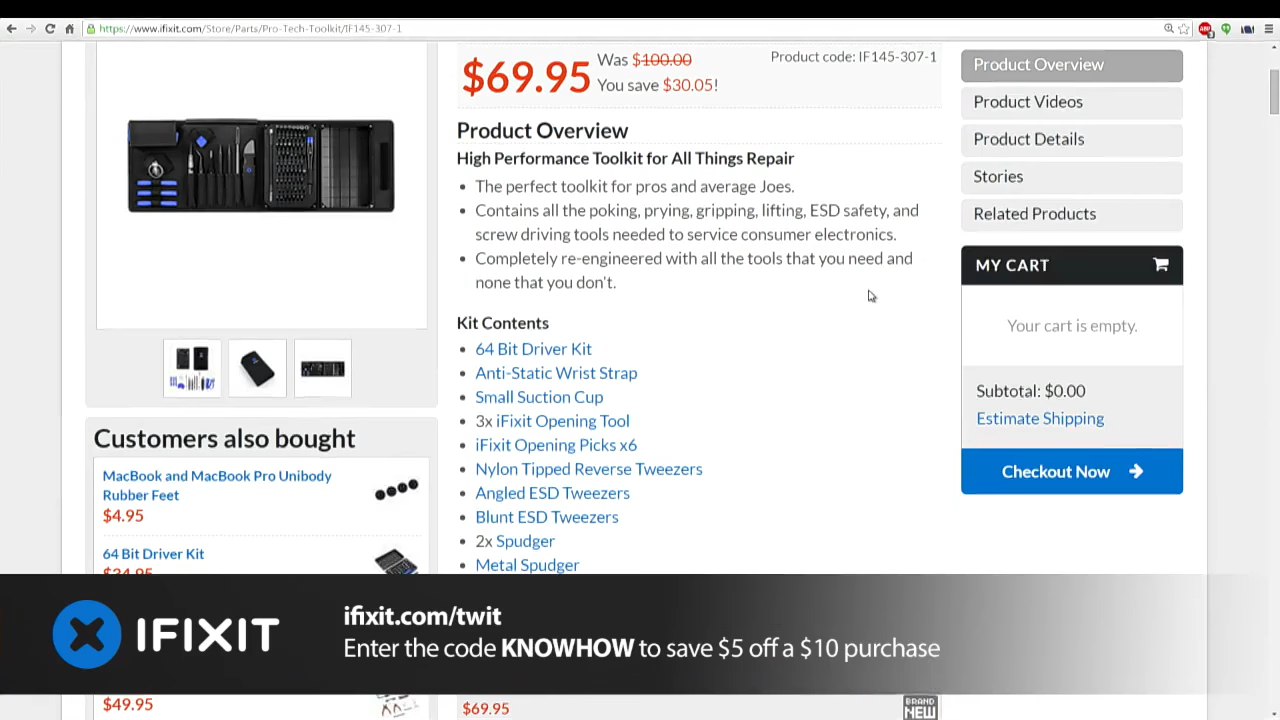 https://www.ifixit.com/Store/Parts/Pro-Tech-Toolkit/IF145-307-1
$69.95
Was $100.00
You save $30.05!
Product code: IF145-307-1
Product Overview
High Performance Toolkit for All Things Repair
• The perfect toolkit for pros and average Joes.
• Contains all the poking, prying, gripping, lifting, ESD safety, and
screw driving tools needed to service consumer electronics.
• Completely re-engineered with all the tools that you need and
none that you don't.
Kit Contents
• 64 Bit Driver Kit
• Anti-Static Wrist Strap
• Small Suction Cup
• 3x iFixit Opening Tool
• iFixit Opening Picks x6
• Nylon Tipped Reverse Tweezers
• Angled ESD Tweezers
• Blunt ESD Tweezers
• 2x Spudger
• Metal Spudger
Product Overview
Product Videos
Product Details
Stories
Related Products
MY CART
Your cart is empty.
Subtotal: $0.00
Estimate Shipping
Checkout Now
Customers also bought
MacBook and MacBook Pro Unibody
Rubber Feet
$4.95
64 Bit Driver Kit
$34.95
IFIXIT
ifixit.com/twit
Enter the code KNOWHOW to save $5 off a $10 purchase
$49.95
$69.95
BRAND
NEW